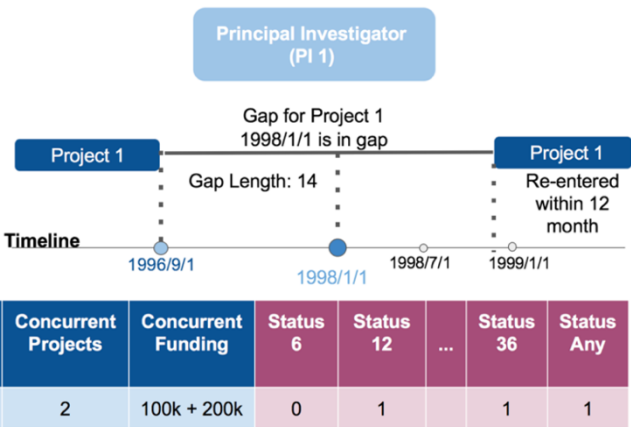 Principal Investigator
(PI 1)
Gap for Project 1
1998/1/1 is in gap
Project 1
Project 1
Gap Length: 14
Re-entered
within 12
month
Timeline
1996/9/1
1998/1/1
1998/7/1
1999/1/1
Concurrent Projects
Concurrent Funding
Status 6
Status 12
...
Status 36
Status Any
2
100k + 200k
0
1
1
1